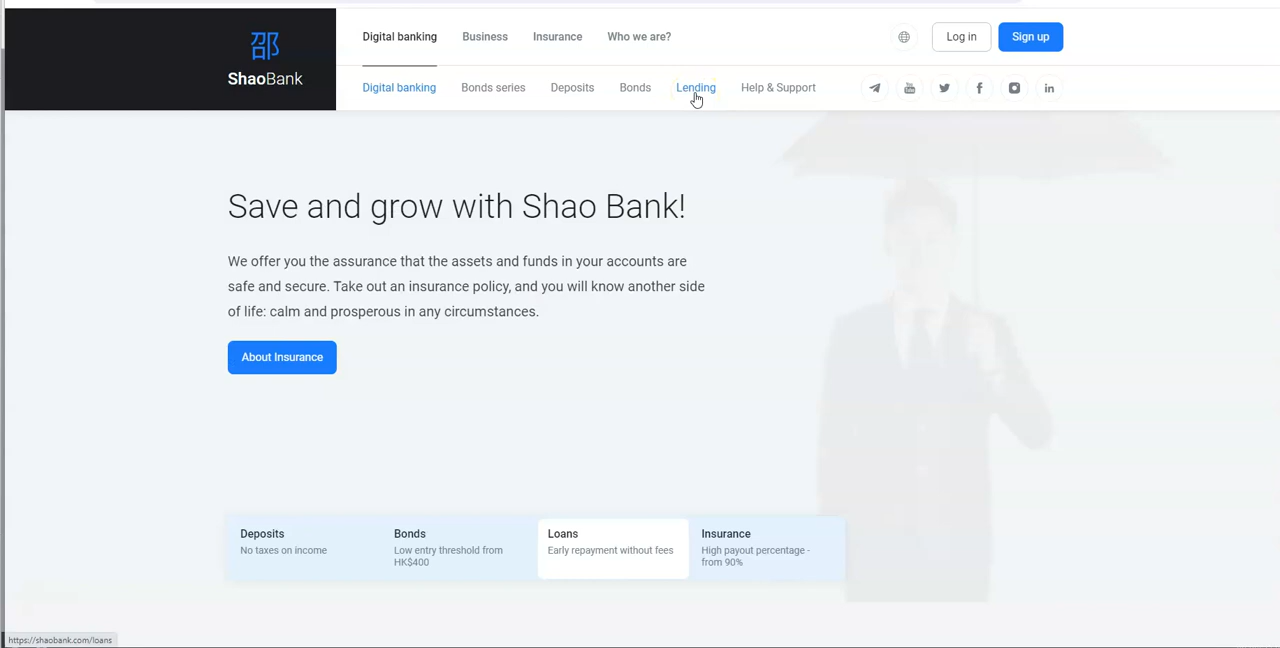 邵
ShaoBank
Digital banking
Business
Insurance
Who we are?
Log in
Sign up
Digital banking
Bonds series
Deposits
Bonds
Lending
Help & Support
Save and grow with Shao Bank!
We offer you the assurance that the assets and funds in your accounts are
safe and secure. Take out an insurance policy, and you will know another side
of life: calm and prosperous in any circumstances.
About Insurance
Deposits
No taxes on income
Bonds
Low entry threshold from
HK$400
Loans
Early repayment without fees
Insurance
High payout percentage -
from 90%
https://shaobank.com/loans